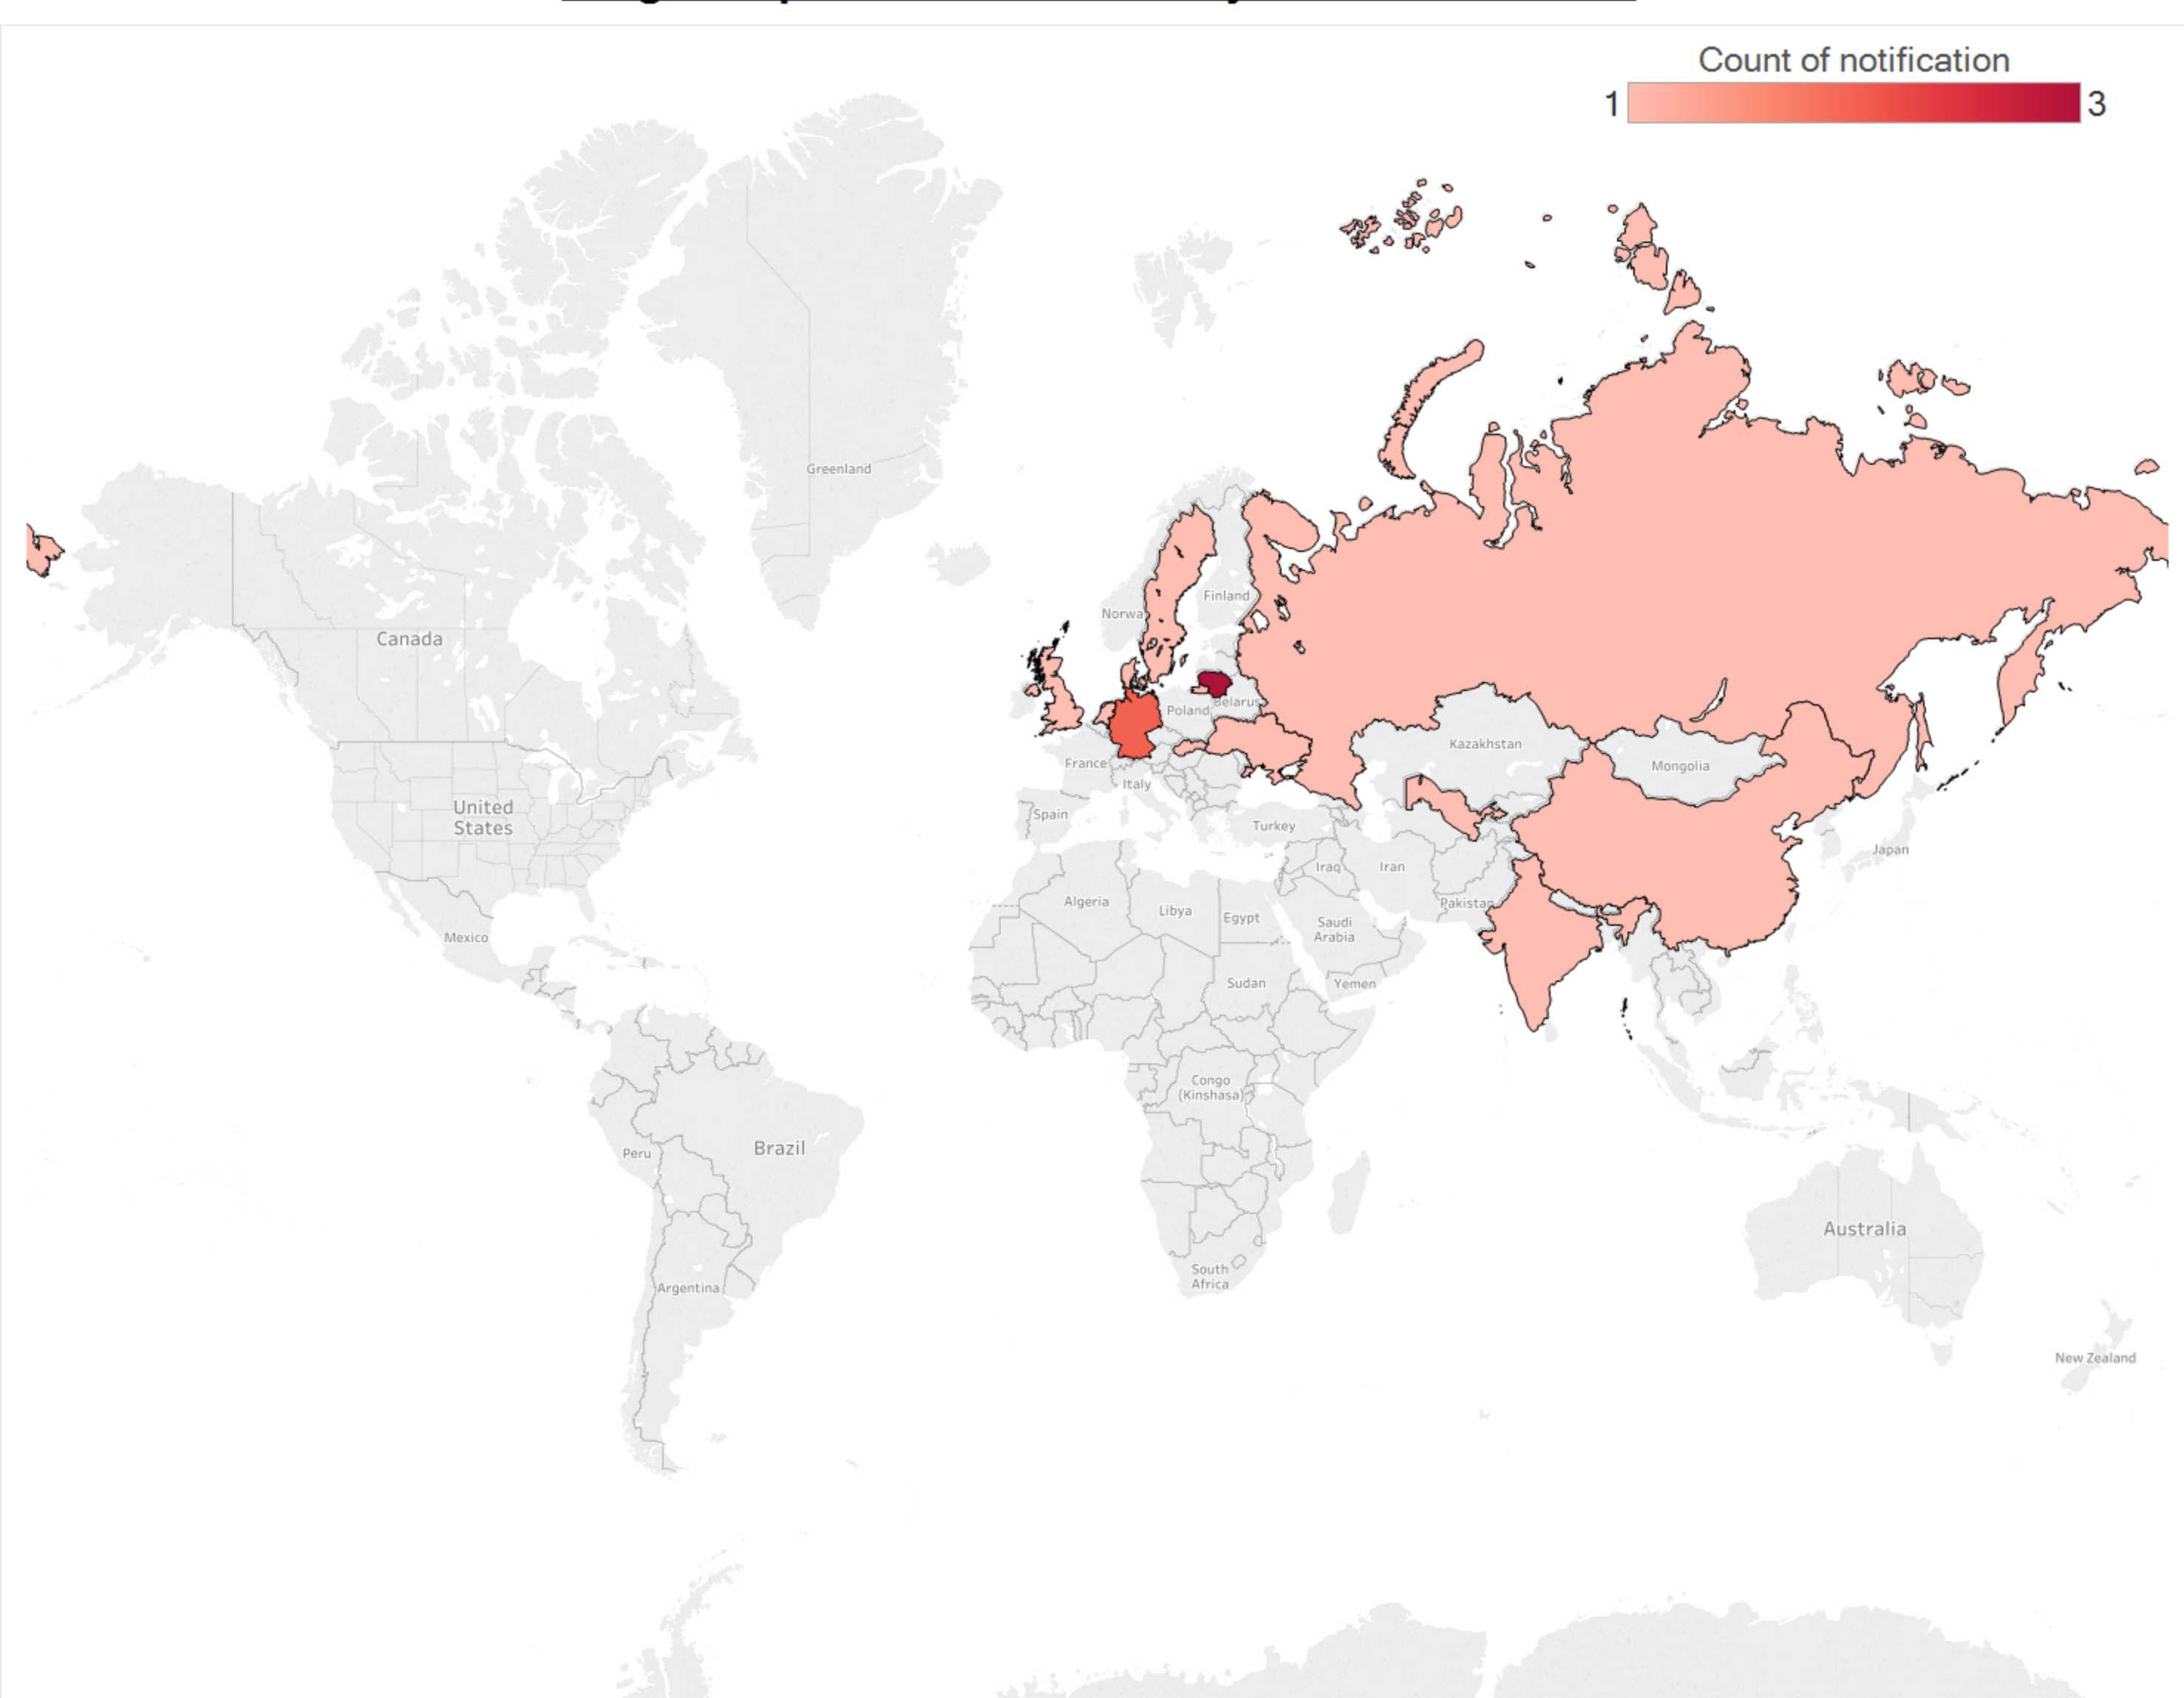 Count of notification
1
3
Greenland
Canada
Finland
Norwa
Belarus
Poland
Kazakhstan
Mongolia
France
Italy
United
States
Spain
Turkey
Japan
Iraq
Iran
Algeria
Pakistan
Libya
Egypt
Saudi
Arabia
Mexico
Sudan
Yemen
Congo
(Kinshasa)
Brazil
Peru
Australia
South
Africa
Argentina
New Zealand